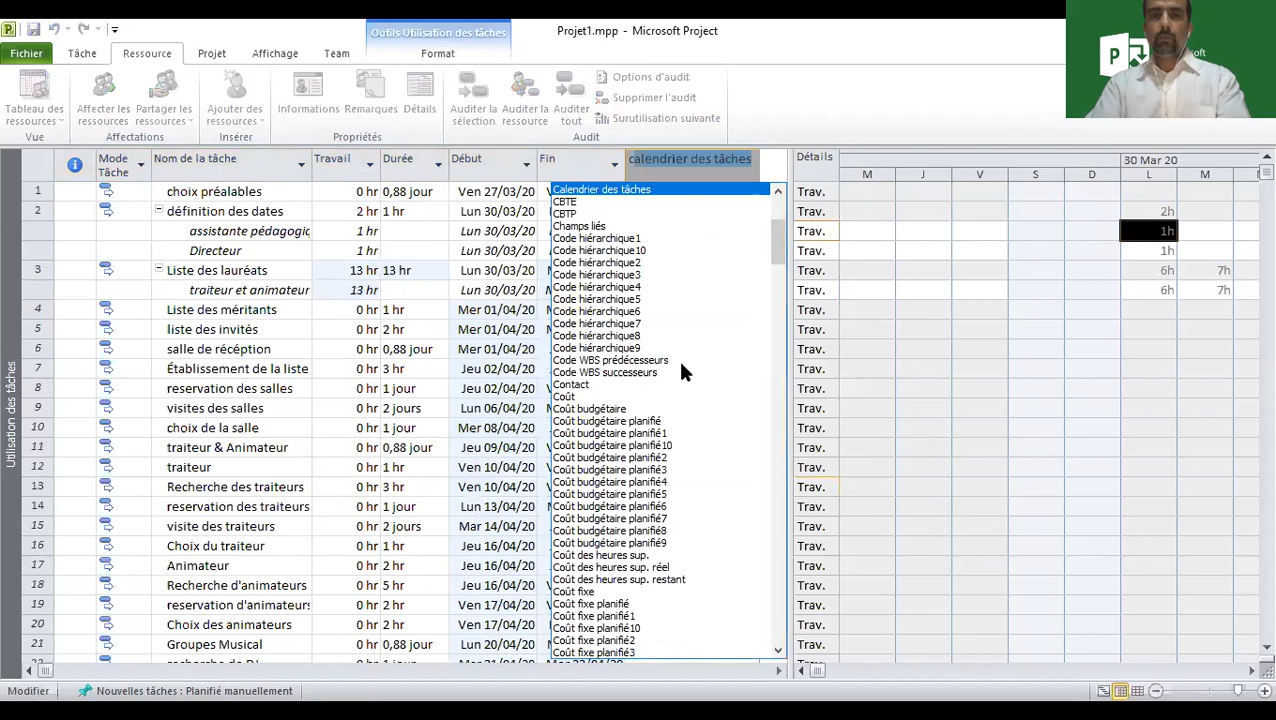 Outils Utilisation des tâches
Projet1.mpp - Microsoft Project
Fichier Tâche Ressource Projet Affichage Team Format
Tableau des ressources
Affecter les ressources
Partager les ressources
Ajouter des ressources
Informations Remarques Détails
Auditer la sélection
Auditer la ressource
Auditer tout
Options d'audit
Supprimer l'audit
Surutilisation suivante
Vue Affectations Insérer Propriétés Audit
Mode Tâche Nom de la tâche Travail Durée Début Fin calendrier des tâches Détails 30 Mar 20
M J V S D L M
1 choix préalables 0 hr 0,88 jour Ven 27/03/20 Trav.
2 définition des dates 2 hr 1 hr Lun 30/03/20 Trav. 2h
assistante pédagogiq 1 hr Lun 30/03/20 Trav. 1h
Directeur 1 hr Lun 30/03/20 Trav. 1h
3 Liste des lauréats 13 hr 13 hr Lun 30/03/20 Trav. 6h 7h
traiteur et animateur 13 hr Lun 30/03/20 Trav. 6h 7h
4 Liste des méritants 0 hr 1 hr Mer 01/04/20 Trav.
5 liste des invités 0 hr 2 hr Mer 01/04/20 Trav.
6 salle de récéption 0 hr 0,88 jour Mer 01/04/20 Trav.
7 Établissement de la liste 0 hr 3 hr Jeu 02/04/20 Trav.
8 reservation des salles 0 hr 1 jour Jeu 02/04/20 Trav.
9 visites des salles 0 hr 2 jours Lun 06/04/20 Trav.
10 choix de la salle 0 hr 1 jour Mer 08/04/20 Trav.
11 traiteur & Animateur 0 hr 0,88 jour Jeu 09/04/20 Trav.
12 traiteur 0 hr 1 hr Ven 10/04/20 Trav.
13 Recherche des traiteurs 0 hr 3 hr Ven 10/04/20 Trav.
14 reservation des traiteurs 0 hr 1 hr Lun 13/04/20 Trav.
15 visite des traiteurs 0 hr 2 jours Mar 14/04/20 Trav.
16 Choix du traiteur 0 hr 1 hr Jeu 16/04/20 Trav.
17 Animateur 0 hr 2 hr Jeu 16/04/20 Trav.
18 Recherche d'animateurs 0 hr 5 hr Jeu 16/04/20 Trav.
19 reservation d'animateurs 0 hr 2 hr Ven 17/04/20 Trav.
20 Choix des animateurs 0 hr 2 hr Ven 17/04/20 Trav.
21 Groupes Musical 0 hr 0,88 jour Lun 20/04/20 Trav.
Calendrier des tâches
CBTE
CBTP
Champs liés
Code hiérarchique1
Code hiérarchique10
Code hiérarchique2
Code hiérarchique3
Code hiérarchique4
Code hiérarchique5
Code hiérarchique6
Code hiérarchique7
Code hiérarchique8
Code hiérarchique9
Code WBS prédécesseurs
Code WBS successeurs
Contact
Coût
Coût budgétaire
Coût budgétaire planifié
Coût budgétaire planifié1
Coût budgétaire planifié10
Coût budgétaire planifié2
Coût budgétaire planifié3
Coût budgétaire planifié4
Coût budgétaire planifié5
Coût budgétaire planifié6
Coût budgétaire planifié7
Coût budgétaire planifié8
Coût budgétaire planifié9
Coût des heures sup.
Coût des heures sup. réel
Coût des heures sup. restant
Coût fixe
Coût fixe planifié
Coût fixe planifié1
Coût fixe planifié10
Coût fixe planifié2
Coût fixe planifié3
Utilisation des tâches
Modifier Nouvelles tâches : Planifié manuellement